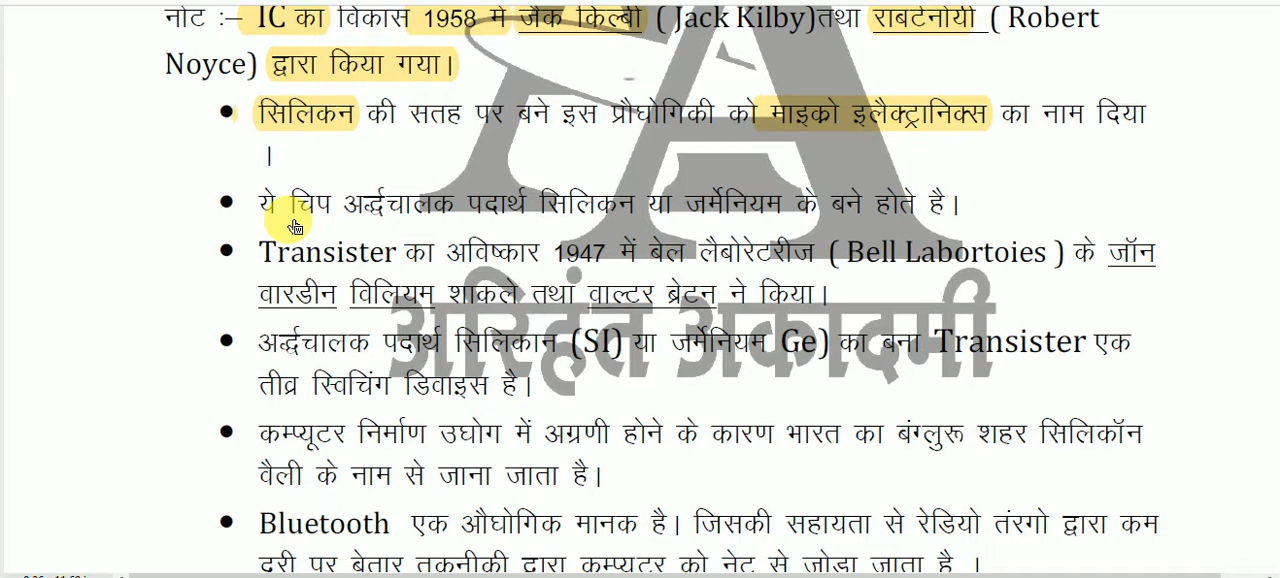 नोट :– IC का विकास 1958 में जैक किल्बी ( Jack Kilby)तथा राबर्टनोयी ( Robert
Noyce) द्वारा किया गया।
• सिलिकन की सतह पर बने इस प्रौघोगिकी को माइको इलैक्ट्रानिक्स का नाम दिया
।
• ये चिप अर्द्धचालक पदार्थ सिलिकन या जर्मेनियम के बने होते है।
• Transister का अविष्कार 1947 में बेल लैबोरेटरीज ( Bell Labortoies ) के जॉन
वारडीन विलियम शाकले तथा वाल्टर ब्रेटन ने किया।
अरिहंत अकादमी
• अर्द्धचालक पदार्थ सिलिकान (SI) या जर्मेनियम Ge) का बना Transister एक
तीव्र स्विचिंग डिवाइस है।
• कम्प्यूटर निर्माण उघोग में अग्रणी होने के कारण भारत का बंग्लुरू शहर सिलिकॉन
वैली के नाम से जाना जाता है।
• Bluetooth एक औघोगिक मानक है। जिसकी सहायता से रेडियो तंरगो द्वारा कम
दूरी पर बेतार तकनीकी द्वारा कम्प्यूटर को नेट से जोड़ा जाता है ।